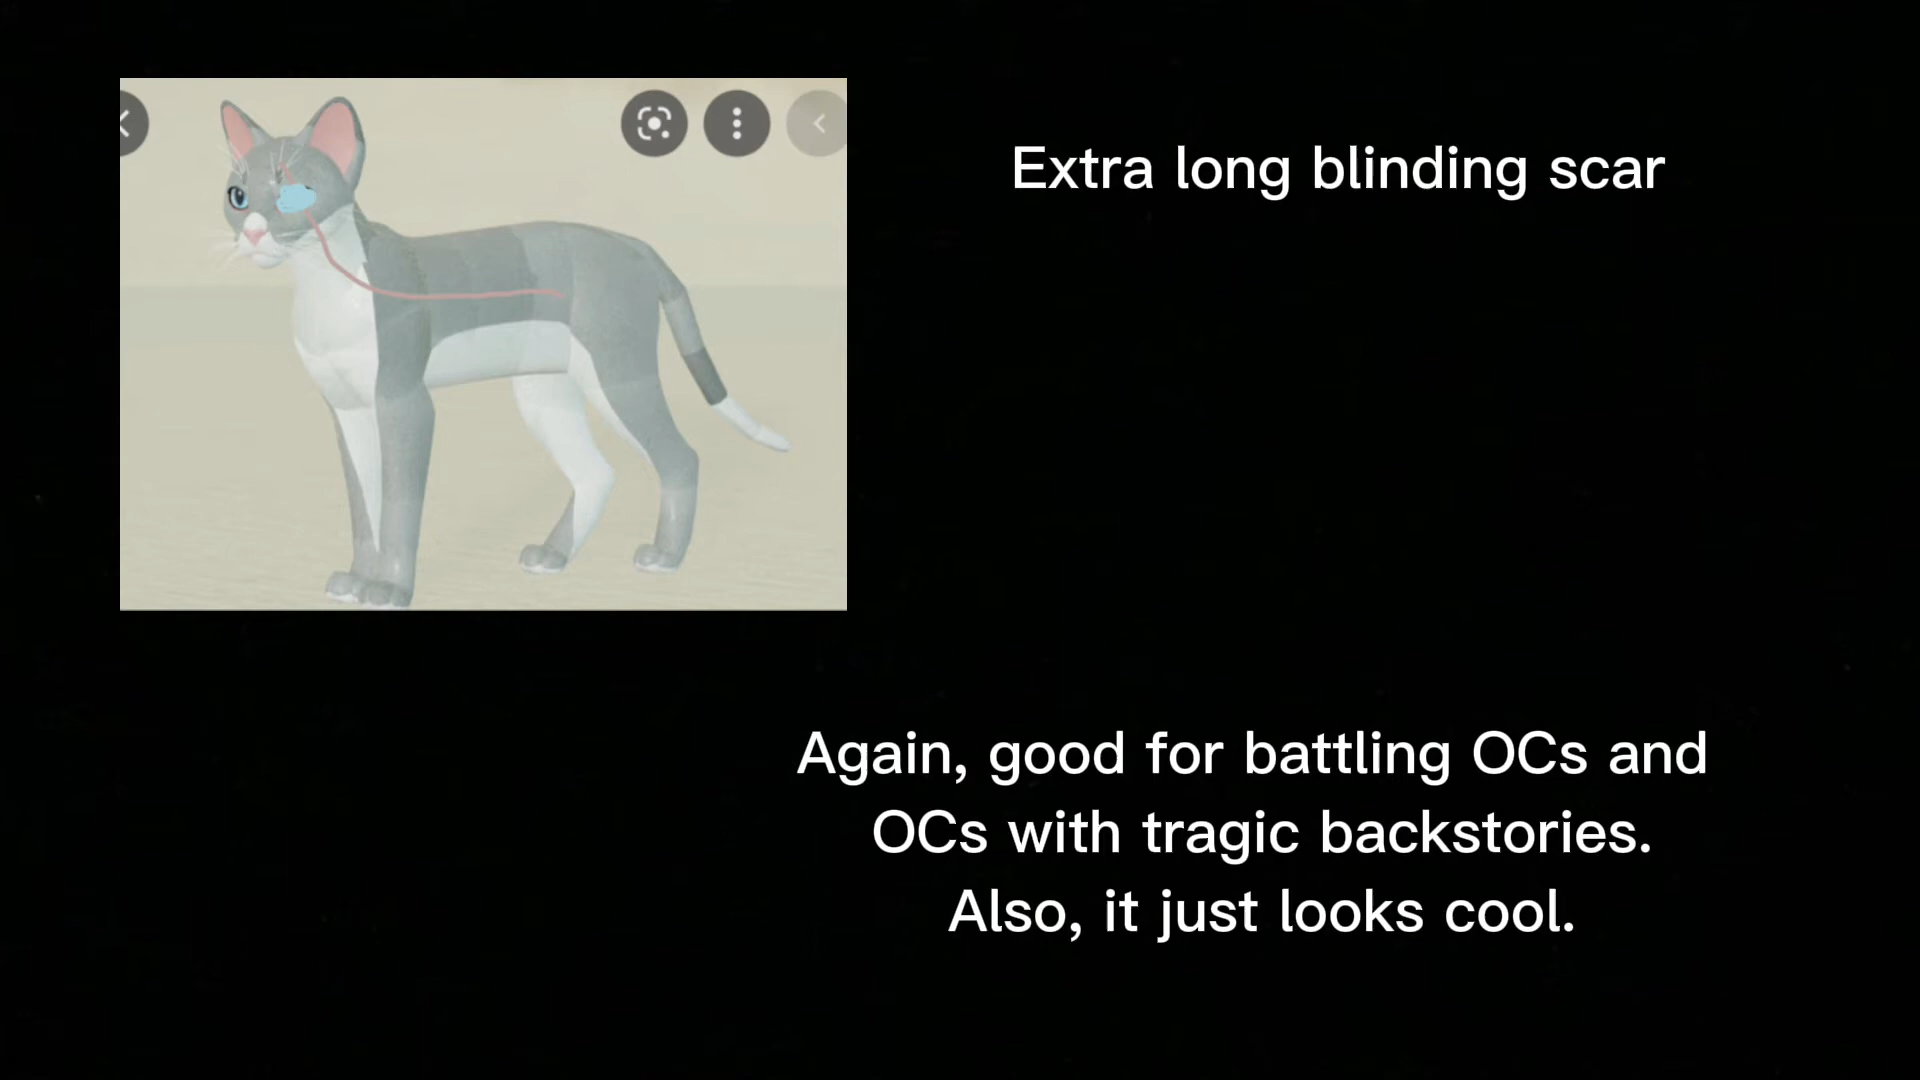 Extra long blinding scar
Again, good for battling OCs and
OCs with tragic backstories.
Also, it just looks cool.